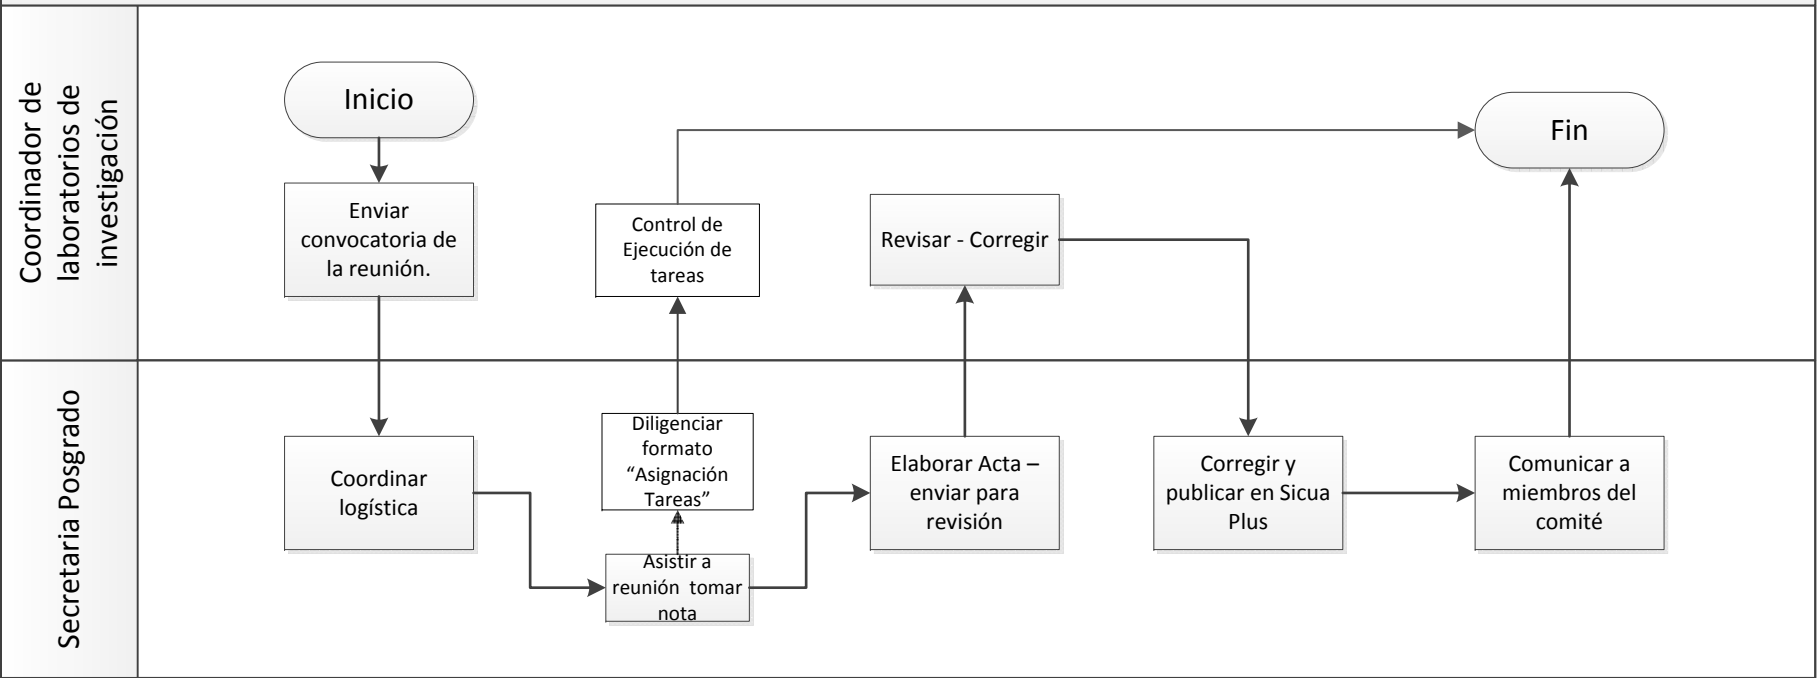 Coordinador de
laboratorios de
investigación
Inicio
Enviar
convocatoria de
la reunión.
Control de
Ejecución de
tareas
Revisar - Corregir
Fin
Secretaria Posgrado
Coordinar
logística
Diligenciar
formato
“Asignación
Tareas”
Asistir a
reunión tomar
nota
Elaborar Acta –
enviar para
revisión
Corregir y
publicar en Sicua
Plus
Comunicar a
miembros del
comité